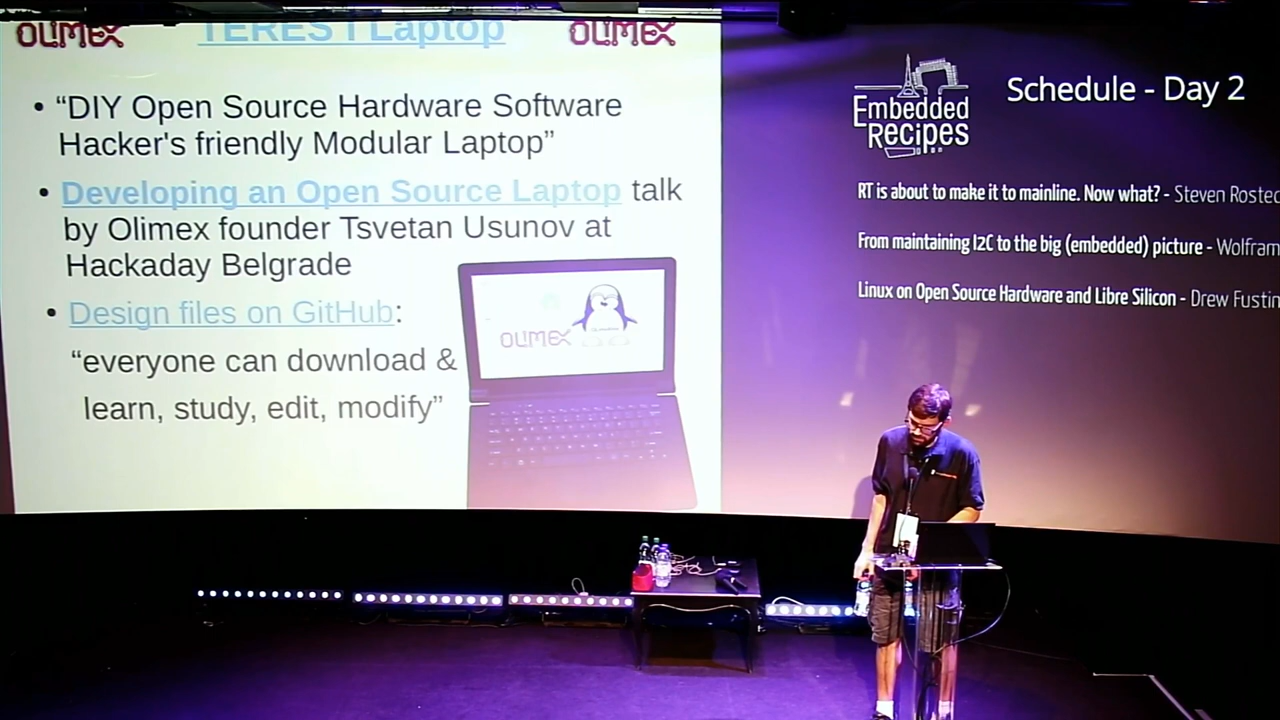 OLIMEX
TERES I Laptop
OLIMEX
• “DIY Open Source Hardware Software
Hacker's friendly Modular Laptop”
• Developing an Open Source Laptop talk
by Olimex founder Tsvetan Usunov at
Hackaday Belgrade
• Design files on GitHub:
“everyone can download &
learn, study, edit, modify”
OLIMEX
Embedded
Recipes
Schedule - Day 2
RT is about to make it to mainline. Now what? - Steven Rosted
From maintaining I2C to the big (embedded) picture - Wolfram
Linux on Open Source Hardware and Libre Silicon - Drew Fustin